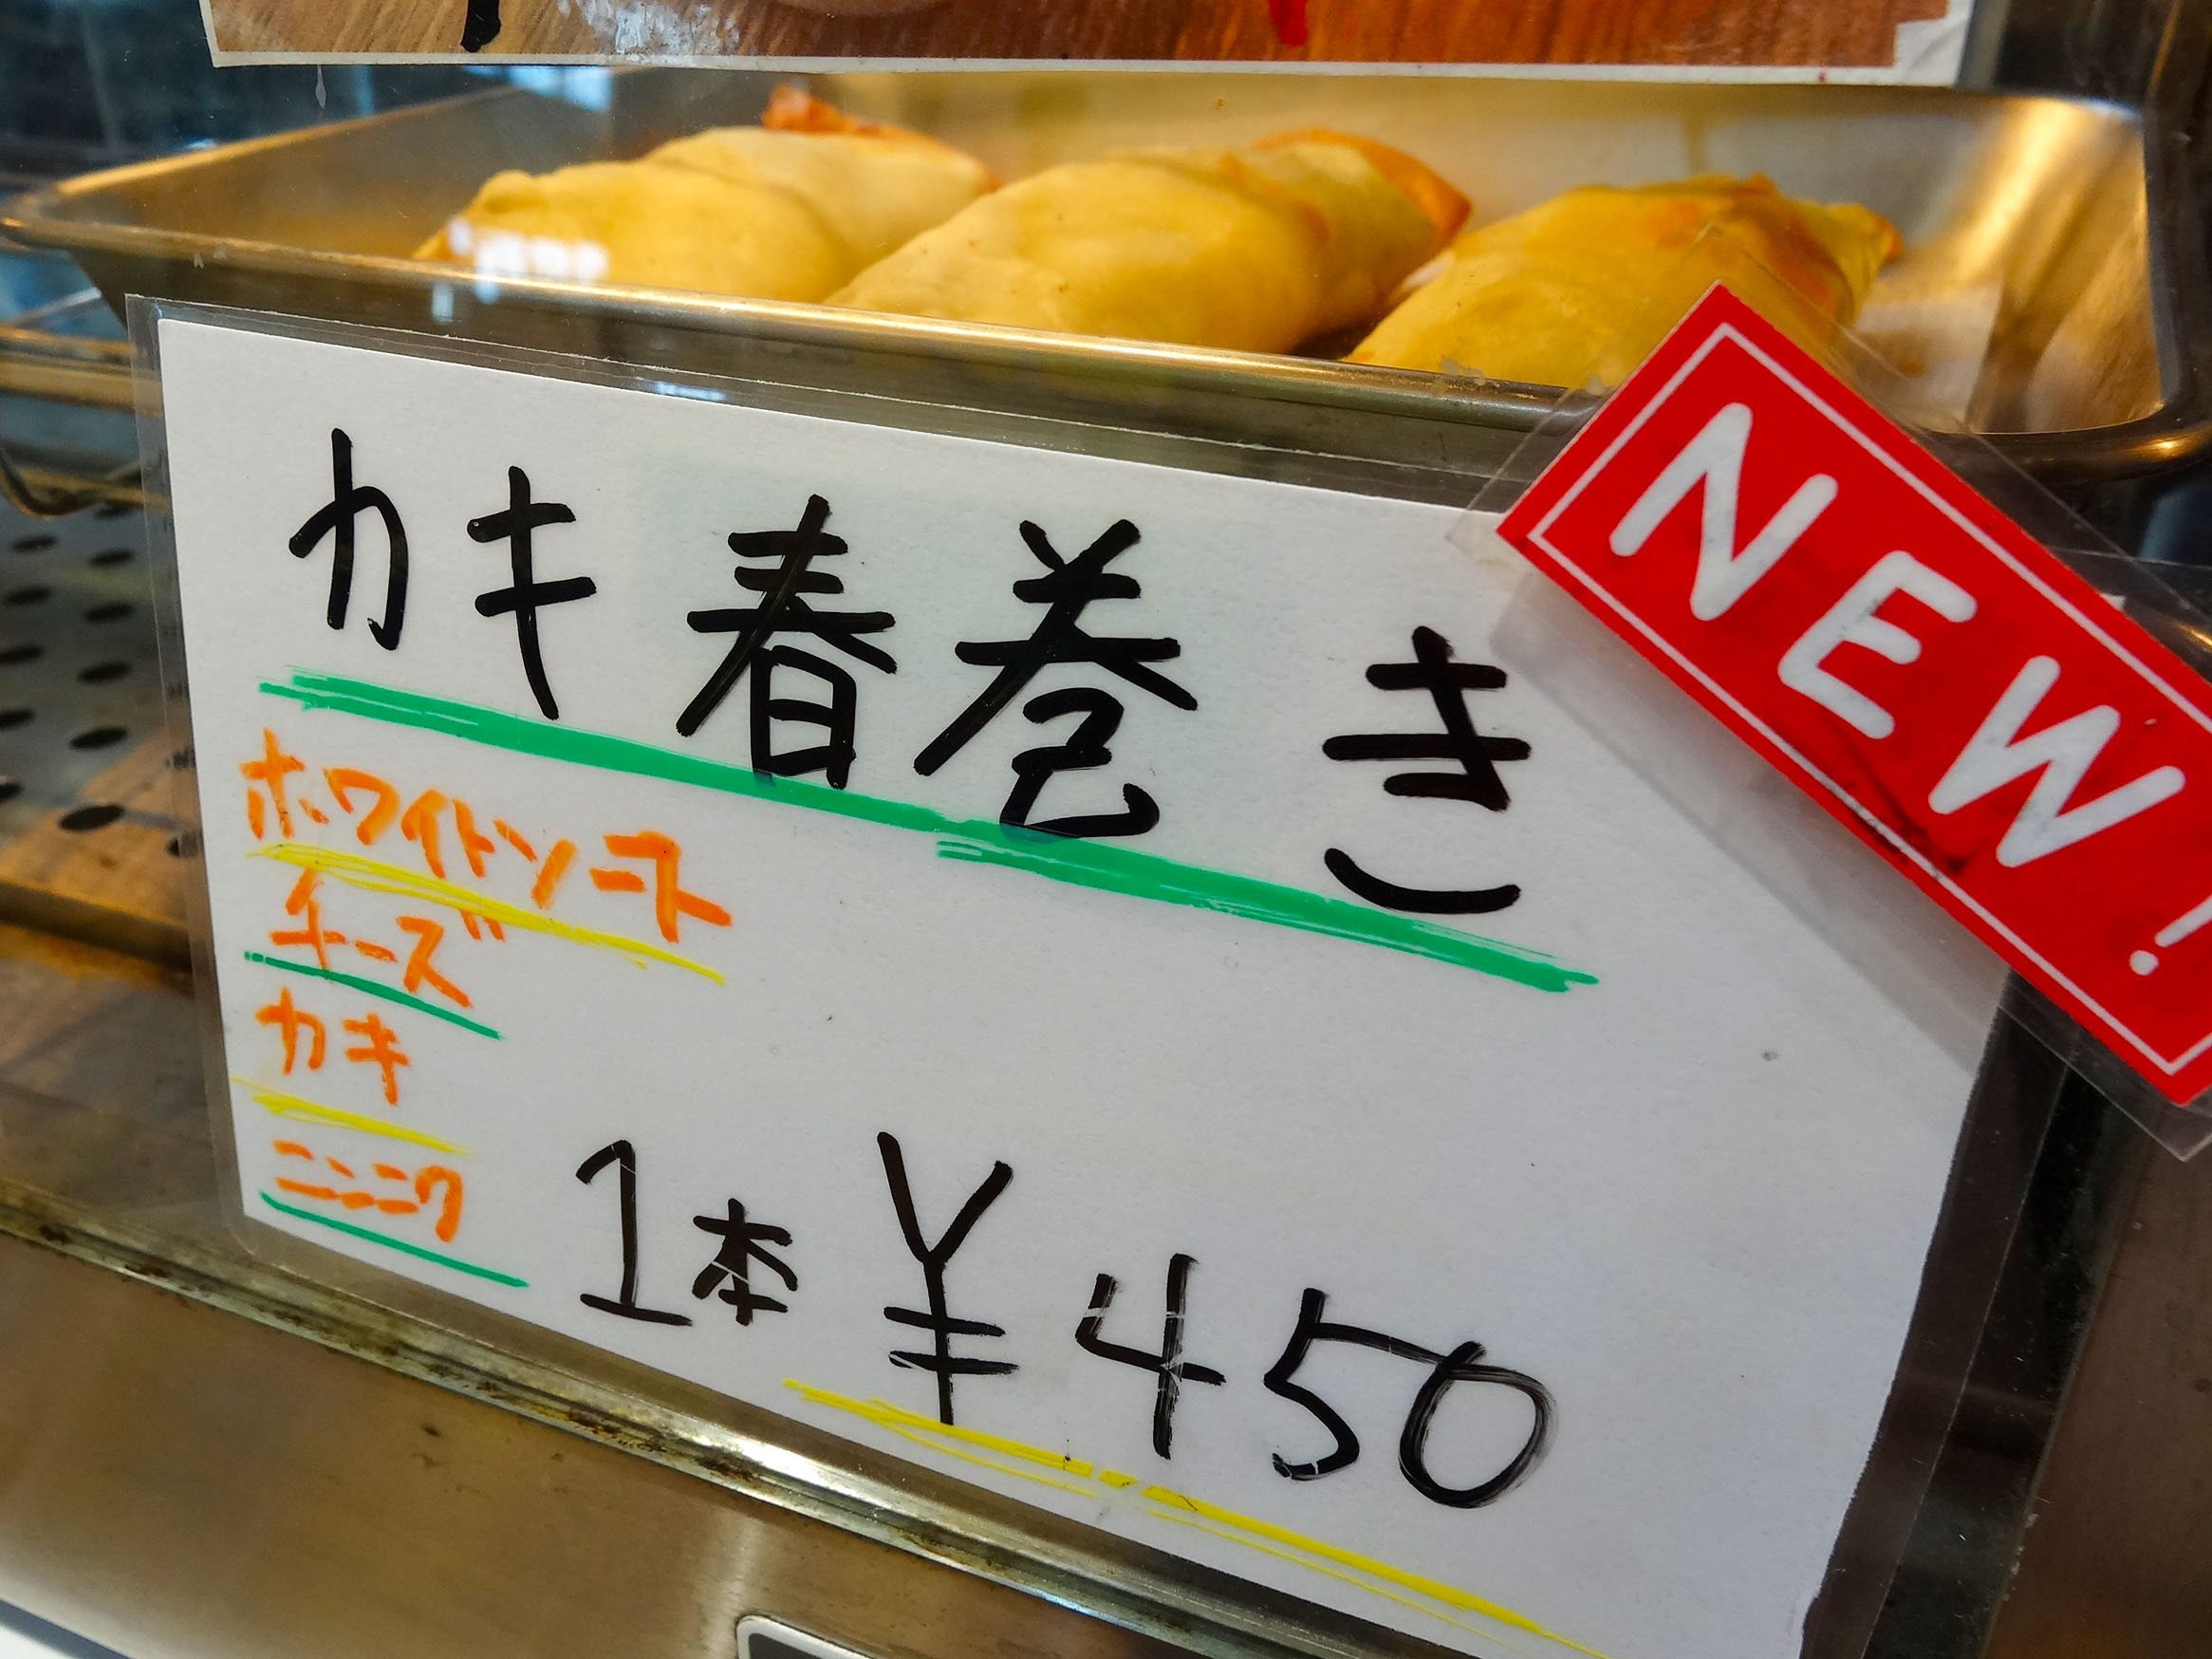 カキ春巻き
NEW!
ホワイトソース
チーズ
カキ
ニンニク
1本 ¥450